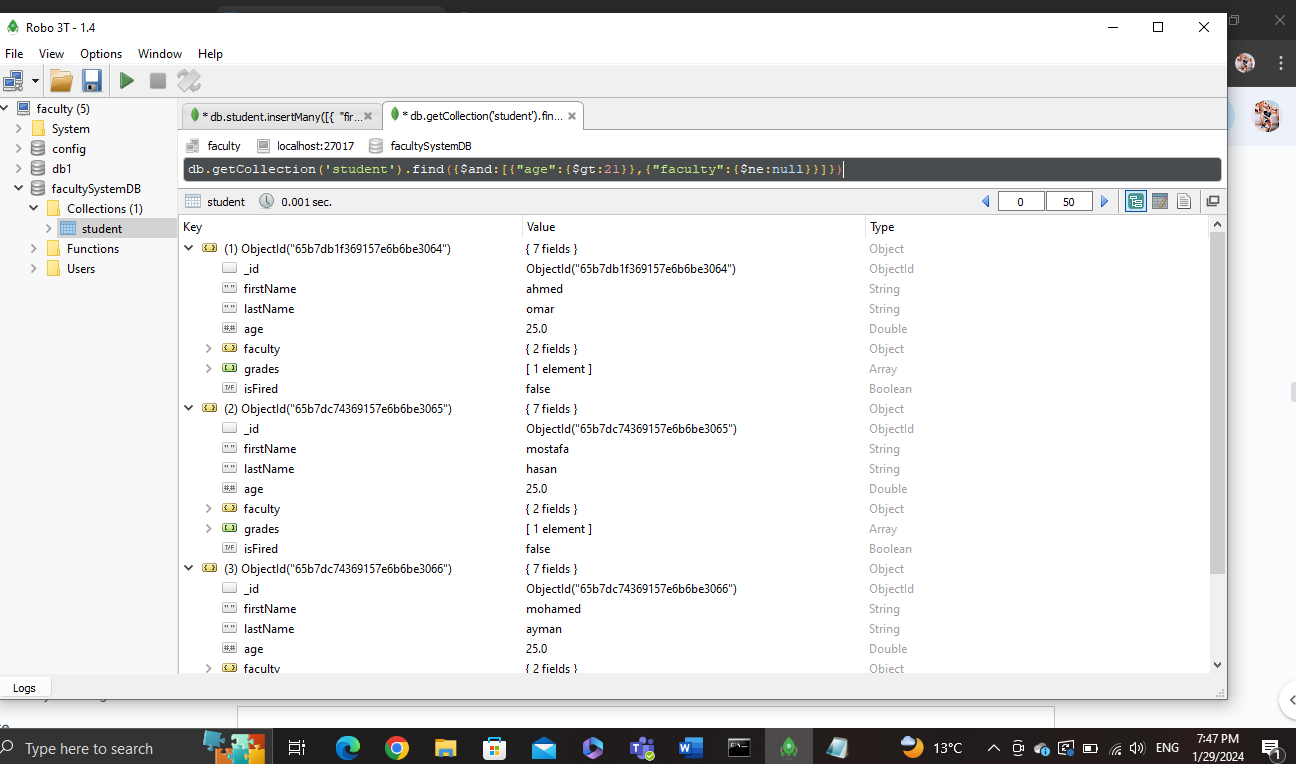 Robo 3T - 1.4
File View Options Window Help
faculty (5)
System
config
db1
facultySystemDB
Collections (1)
student
Functions
Users
* db.student.insertMany([{ "fir...
* db.getCollection('student').fin...
faculty localhost:27017 facultySystemDB
db.getCollection('student').find({$and:[{"age":{$gt:21}},{"faculty":{$ne:null}}]})
student 0.001 sec. 0 50
Key Value Type
(1) ObjectId("65b7db1f369157e6b6be3064") { 7 fields } Object
_id ObjectId("65b7db1f369157e6b6be3064") ObjectId
firstName ahmed String
lastName omar String
age 25.0 Double
faculty { 2 fields } Object
grades [ 1 element ] Array
isFired false Boolean
(2) ObjectId("65b7dc74369157e6b6be3065") { 7 fields } Object
_id ObjectId("65b7dc74369157e6b6be3065") ObjectId
firstName mostafa String
lastName hasan String
age 25.0 Double
faculty { 2 fields } Object
grades [ 1 element ] Array
isFired false Boolean
(3) ObjectId("65b7dc74369157e6b6be3066") { 7 fields } Object
_id ObjectId("65b7dc74369157e6b6be3066") ObjectId
firstName mohamed String
lastName ayman String
age 25.0 Double
faculty { 2 fields } Object
Logs
Type here to search
13°C
ENG
7:47 PM
1/29/2024
1